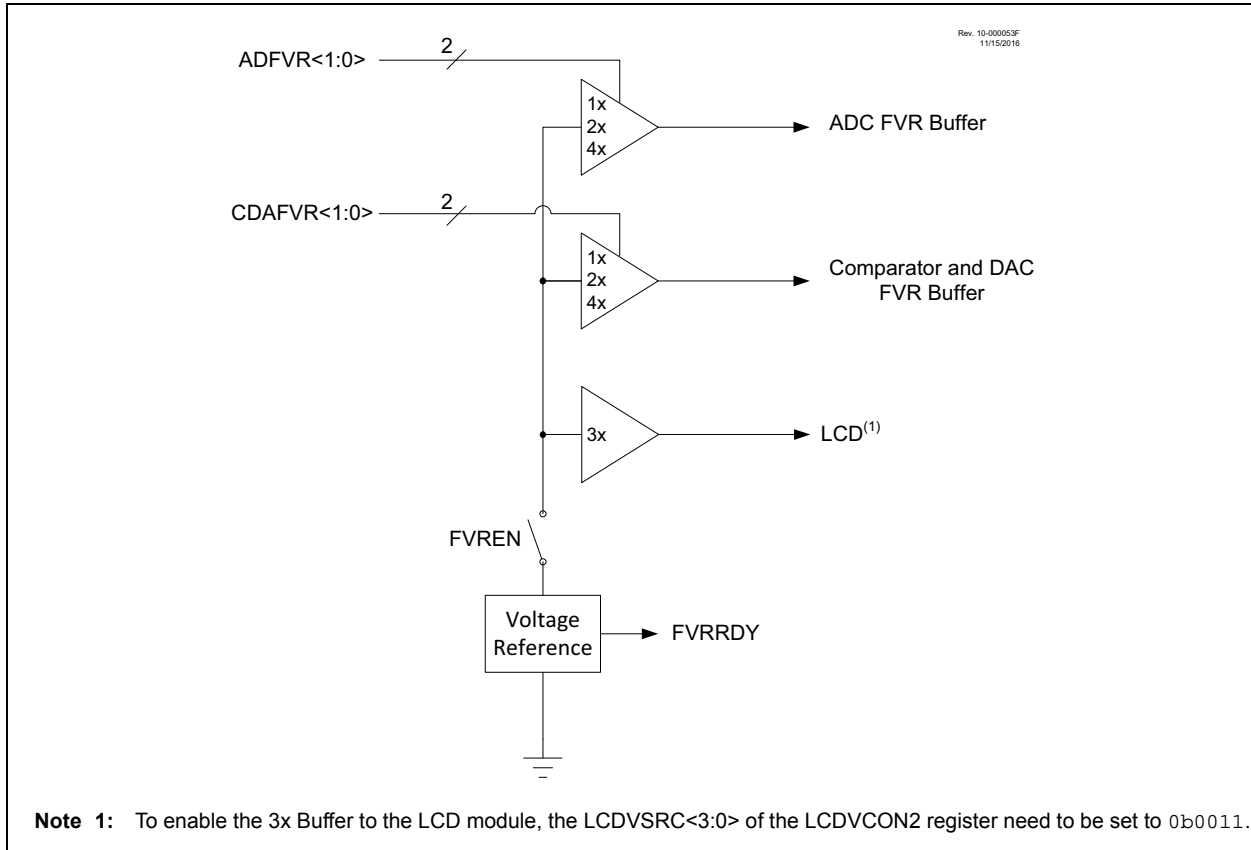 Rev. 10-000053F
11/15/2016
ADFVR<1:0>
2
1x
2x
4x
ADC FVR Buffer
CDAFVR<1:0>
2
1x
2x
4x
Comparator and DAC
FVR Buffer
3x
LCD(1)
FVREN
Voltage
Reference
FVRRDY
Note 1: To enable the 3x Buffer to the LCD module, the LCDVSRC<3:0> of the LCDVCON2 register need to be set to 0b0011.